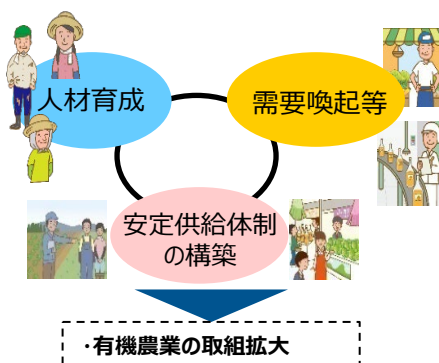 人材育成
需要喚起等
安定供給体制
の構築
・有機農業の取組拡大